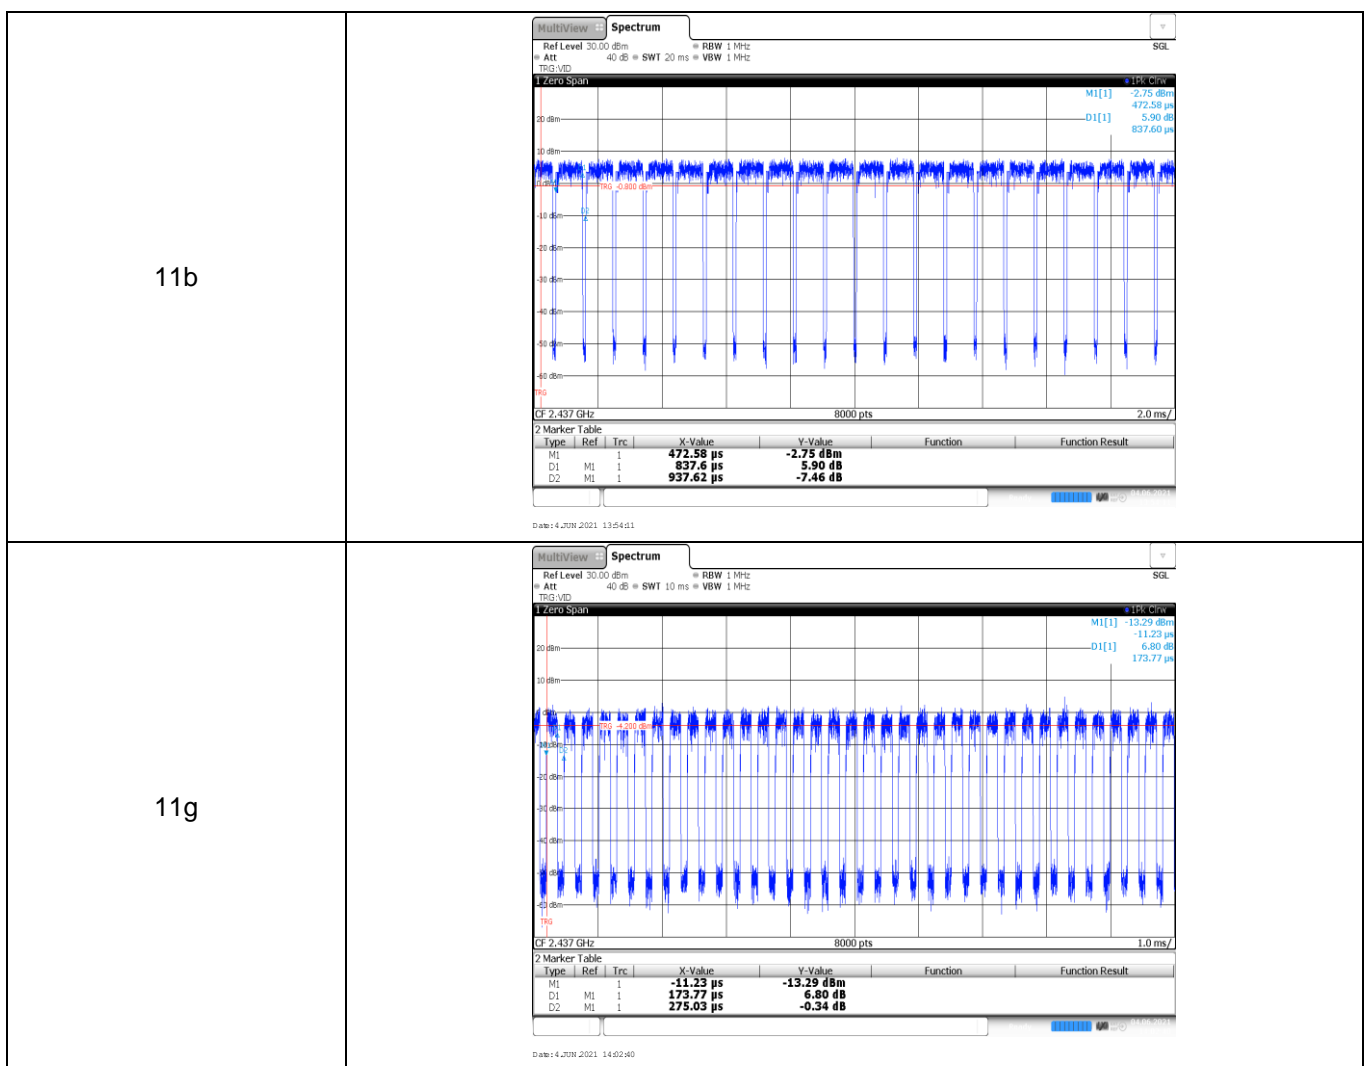 11b
MultiView Spectrum
Ref Level 30.00 dBm RBW 1 MHz SGL
Att 40 dB SWT 20 ms VBW 1 MHz
TRG:VID
1 Zero Span 1Pk Clrw
M1[1] -2.75 dBm
472.58 µs
20 dBm D1[1] 5.90 dB
837.60 µs
10 dBm
TRG -0.800 dBm
D2
-10 dBm
-20 dBm
-30 dBm
-40 dBm
-50 dBm
-60 dBm
TRG
CF 2.437 GHz 8000 pts 2.0 ms/
2 Marker Table
Type Ref Trc X-Value Y-Value Function Function Result
M1 1 472.58 µs -2.75 dBm
D1 M1 1 837.6 µs 5.90 dB
D2 M1 1 937.62 µs -7.46 dB
04.06.2021
Date: 4.JUN.2021 13:54:11
11g
MultiView Spectrum
Ref Level 30.00 dBm RBW 1 MHz SGL
Att 40 dB SWT 10 ms VBW 1 MHz
TRG:VID
1 Zero Span 1Pk Clrw
M1[1] -13.29 dBm
-11.23 µs
20 dBm D1[1] 6.80 dB
173.77 µs
10 dBm
TRG -4.200 dBm
D2
-20 dBm
-30 dBm
-40 dBm
-60 dBm
TRG
CF 2.437 GHz 8000 pts 1.0 ms/
2 Marker Table
Type Ref Trc X-Value Y-Value Function Function Result
M1 1 -11.23 µs -13.29 dBm
D1 M1 1 173.77 µs 6.80 dB
D2 M1 1 275.03 µs -0.34 dB
04.06.2021
Date: 4.JUN.2021 14:02:40